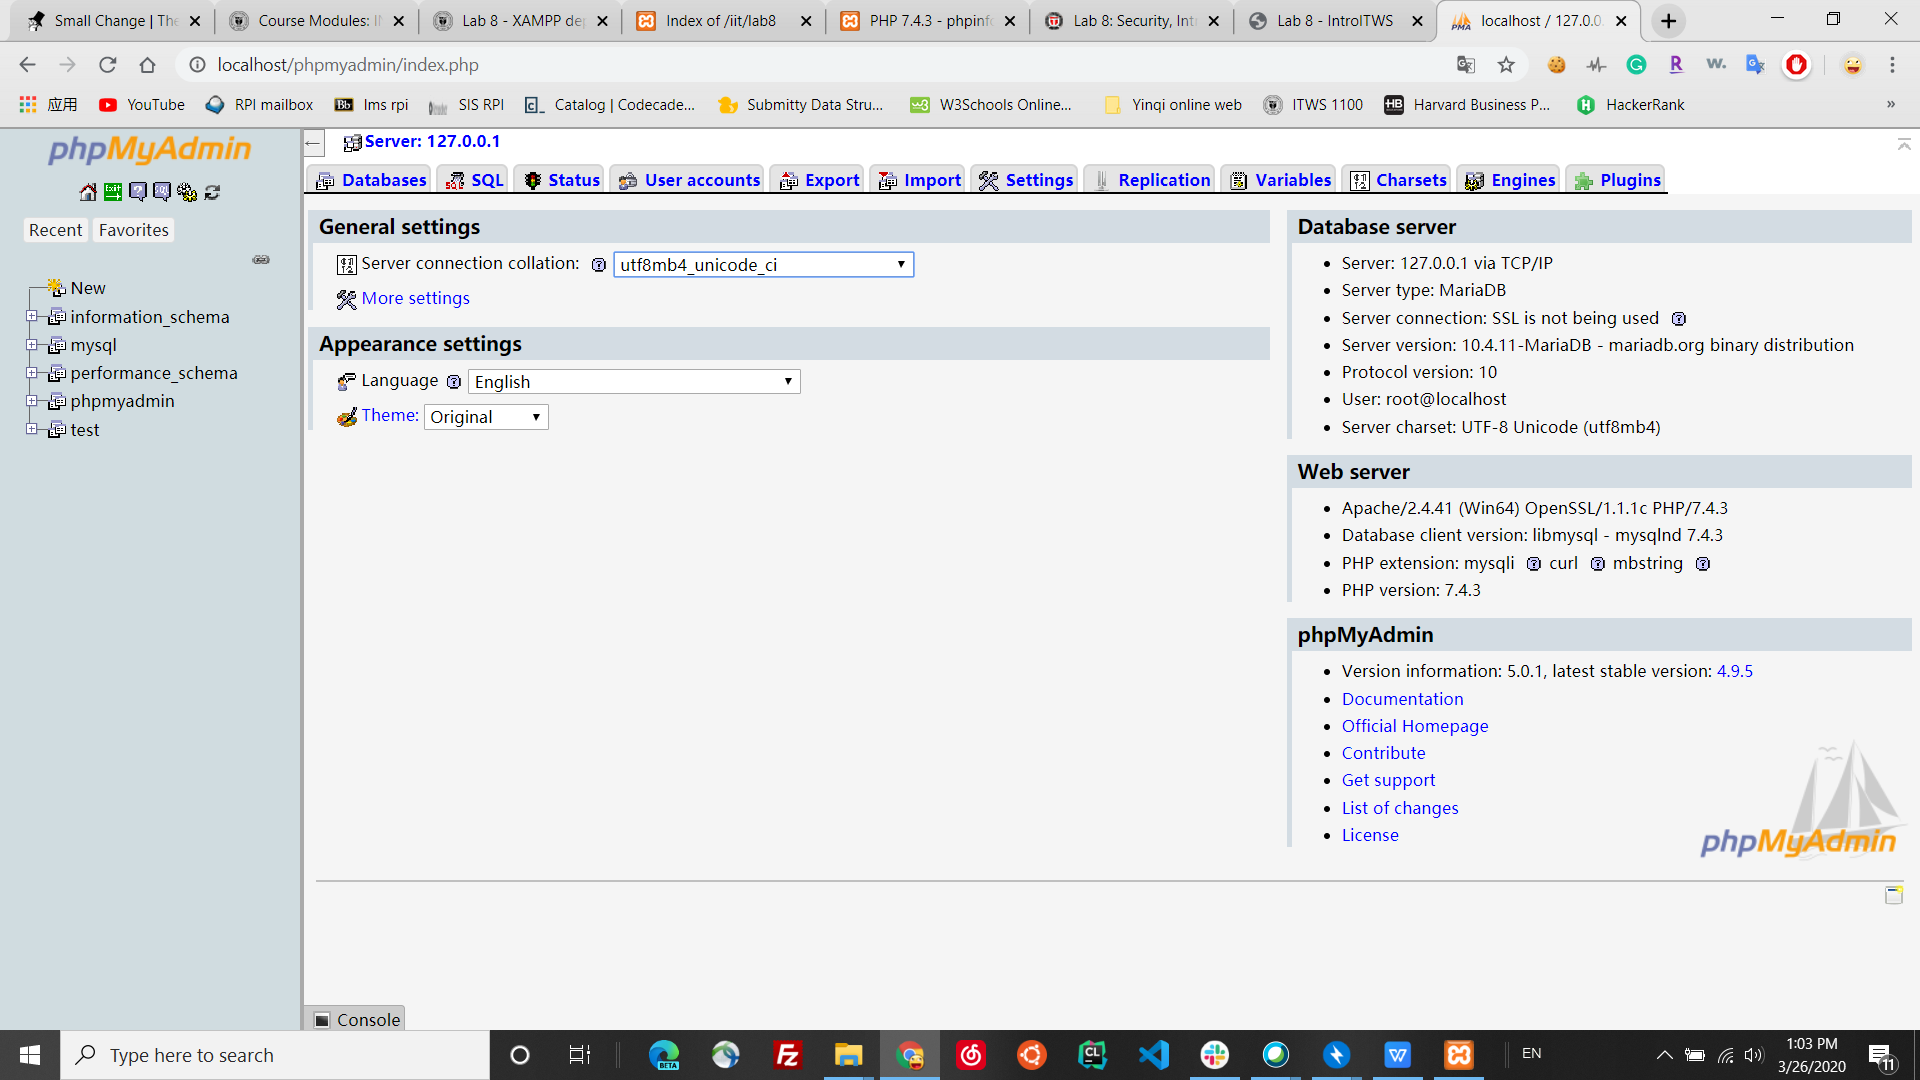 Small Change | The
Course Modules: I
Lab 8 - XAMPP de
Index of /iit/lab8
PHP 7.4.3 - phpinf
Lab 8: Security, Int
Lab 8 - IntroITWS
localhost / 127.0.0
localhost/phpmyadmin/index.php
应用
YouTube
RPI mailbox
lms rpi
SIS RPI
Catalog | Codecade...
Submitty Data Stru...
W3Schools Online...
Yinqi online web
ITWS 1100
Harvard Business P...
HackerRank
»
phpMyAdmin
Recent
Favorites
New
information_schema
mysql
performance_schema
phpmyadmin
test
Server: 127.0.0.1
Databases
SQL
Status
User accounts
Export
Import
Settings
Replication
Variables
Charsets
Engines
Plugins
General settings
Server connection collation:
utf8mb4_unicode_ci
More settings
Appearance settings
Language
English
Theme:
Original
Database server
Server: 127.0.0.1 via TCP/IP
Server type: MariaDB
Server connection: SSL is not being used
Server version: 10.4.11-MariaDB - mariadb.org binary distribution
Protocol version: 10
User: root@localhost
Server charset: UTF-8 Unicode (utf8mb4)
Web server
Apache/2.4.41 (Win64) OpenSSL/1.1.1c PHP/7.4.3
Database client version: libmysql - mysqlnd 7.4.3
PHP extension: mysqli curl mbstring
PHP version: 7.4.3
phpMyAdmin
Version information: 5.0.1, latest stable version: 4.9.5
Documentation
Official Homepage
Contribute
Get support
List of changes
License
phpMyAdmin
Console
Type here to search
EN
1:03 PM
3/26/2020
11